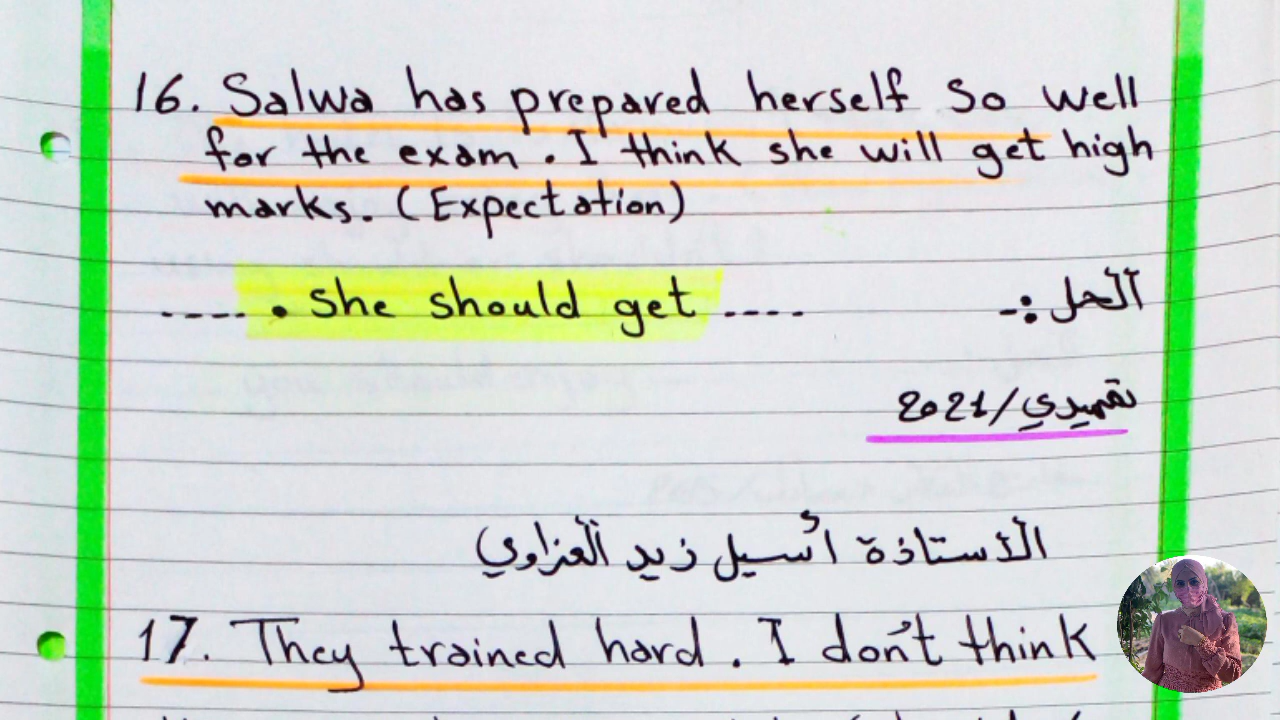 16. Salwa has prepared herself so well
for the exam. I think she will get high
marks. (Expectation)
الحل :- ..... she should get ....
تمهيدي/2021
الأستاذة أسيل زيد العزاوي
17. They trained hard. I don't think